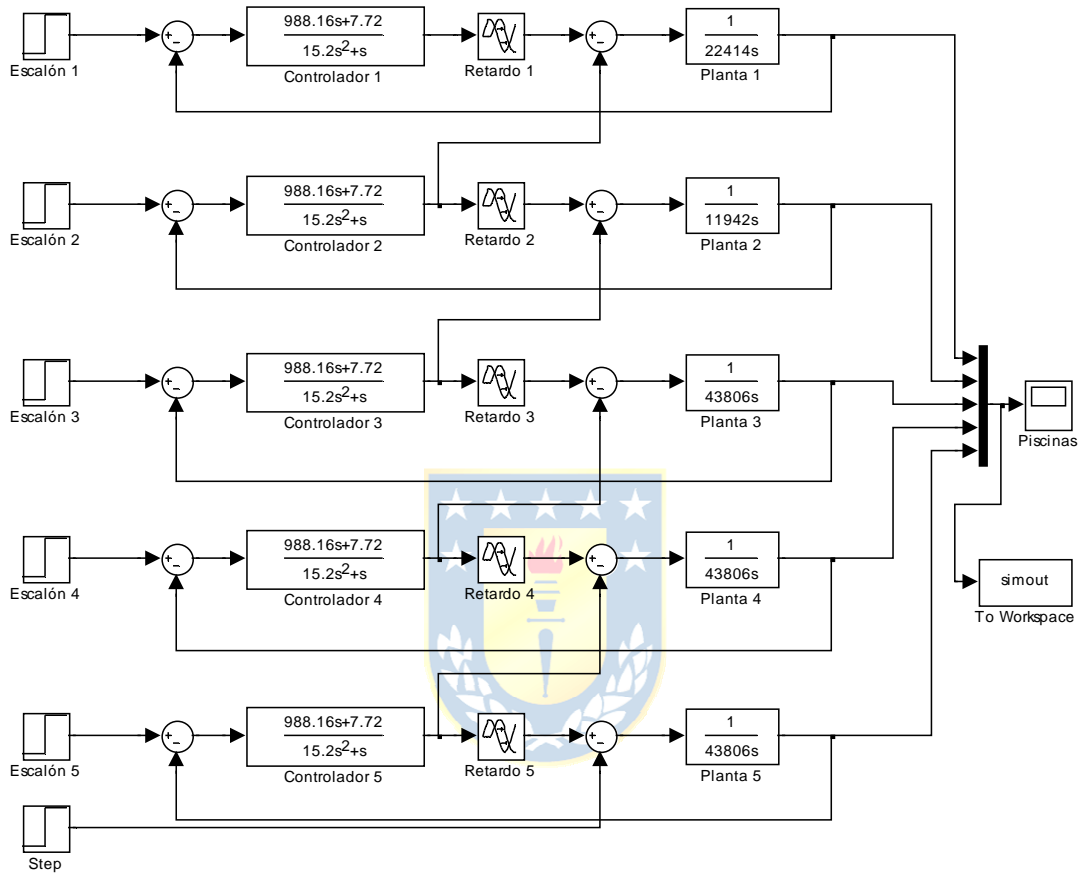 988.16s+7.72
15.2s2+s
1
22414s
Escalón 1
Controlador 1
Retardo 1
Planta 1
988.16s+7.72
15.2s2+s
1
11942s
Escalón 2
Controlador 2
Retardo 2
Planta 2
988.16s+7.72
15.2s2+s
1
43806s
Escalón 3
Controlador 3
Retardo 3
Planta 3
Piscinas
988.16s+7.72
15.2s2+s
1
43806s
Escalón 4
Controlador 4
Retardo 4
Planta 4
simout
To Workspace
988.16s+7.72
15.2s2+s
1
43806s
Escalón 5
Controlador 5
Retardo 5
Planta 5
Step